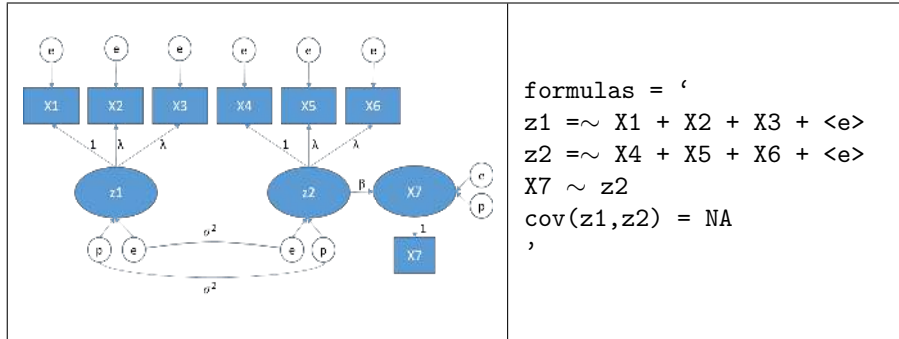 e e e e e e
X1 X2 X3 X4 X5 X6
1 λ λ 1 λ λ
z1 z2 β X7 e
p
p e σ² e p 1
X7
σ²
formulas = ‘
z1 =∼ X1 + X2 + X3 + <e>
z2 =∼ X4 + X5 + X6 + <e>
X7 ∼ z2
cov(z1,z2) = NA
’